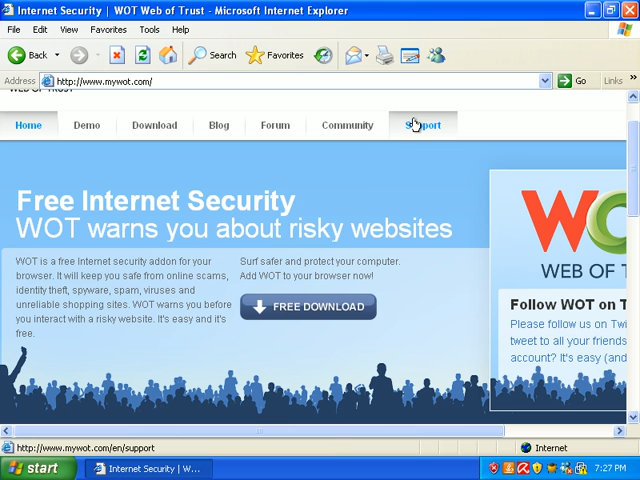 Internet Security | WOT Web of Trust - Microsoft Internet Explorer
File Edit View Favorites Tools Help
Back Search Favorites
Address http://www.mywot.com/ Go Links »
WEB OF TRUST
Home Demo Download Blog Forum Community Support
Free Internet Security
WOT warns you about risky websites
WOT is a free Internet security addon for your
browser. It will keep you safe from online scams,
identity theft, spyware, spam, viruses and
unreliable shopping sites. WOT warns you before
you interact with a risky website. It's easy and it's
free.
Surf safer and protect your computer.
Add WOT to your browser now!
FREE DOWNLOAD
WO
WEB OF T
Follow WOT on T
Please follow us on Twi
tweet to all your friends
account? It's easy (and
http://www.mywot.com/en/support Internet
start Internet Security | W... 7:27 PM